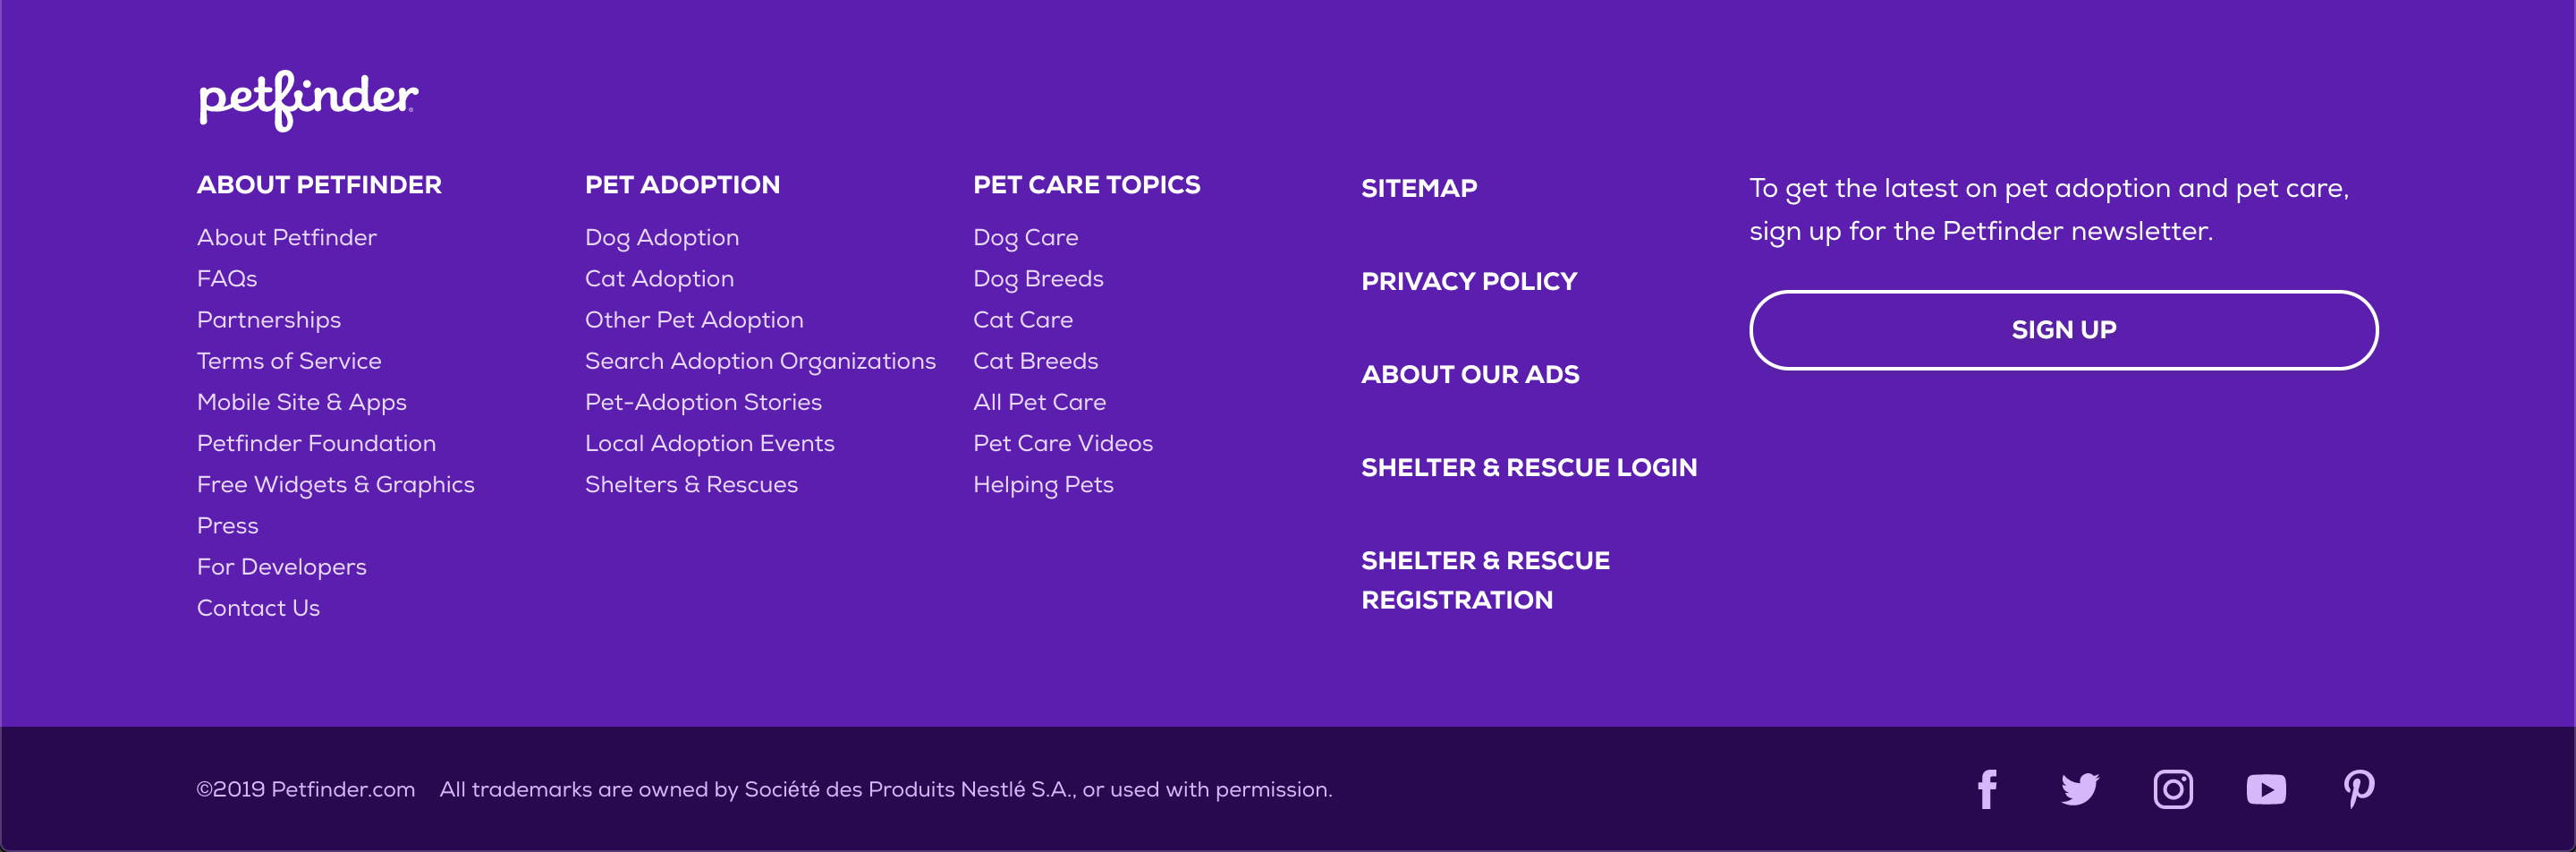 petfinder
ABOUT PETFINDER
About Petfinder
FAQs
Partnerships
Terms of Service
Mobile Site & Apps
Petfinder Foundation
Free Widgets & Graphics
Press
For Developers
Contact Us
PET ADOPTION
Dog Adoption
Cat Adoption
Other Pet Adoption
Search Adoption Organizations
Pet-Adoption Stories
Local Adoption Events
Shelters & Rescues
PET CARE TOPICS
Dog Care
Dog Breeds
Cat Care
Cat Breeds
All Pet Care
Pet Care Videos
Helping Pets
SITEMAP
PRIVACY POLICY
ABOUT OUR ADS
SHELTER & RESCUE LOGIN
SHELTER & RESCUE
REGISTRATION
To get the latest on pet adoption and pet care,
sign up for the Petfinder newsletter.
SIGN UP
©2019 Petfinder.com All trademarks are owned by Société des Produits Nestlé S.A., or used with permission.